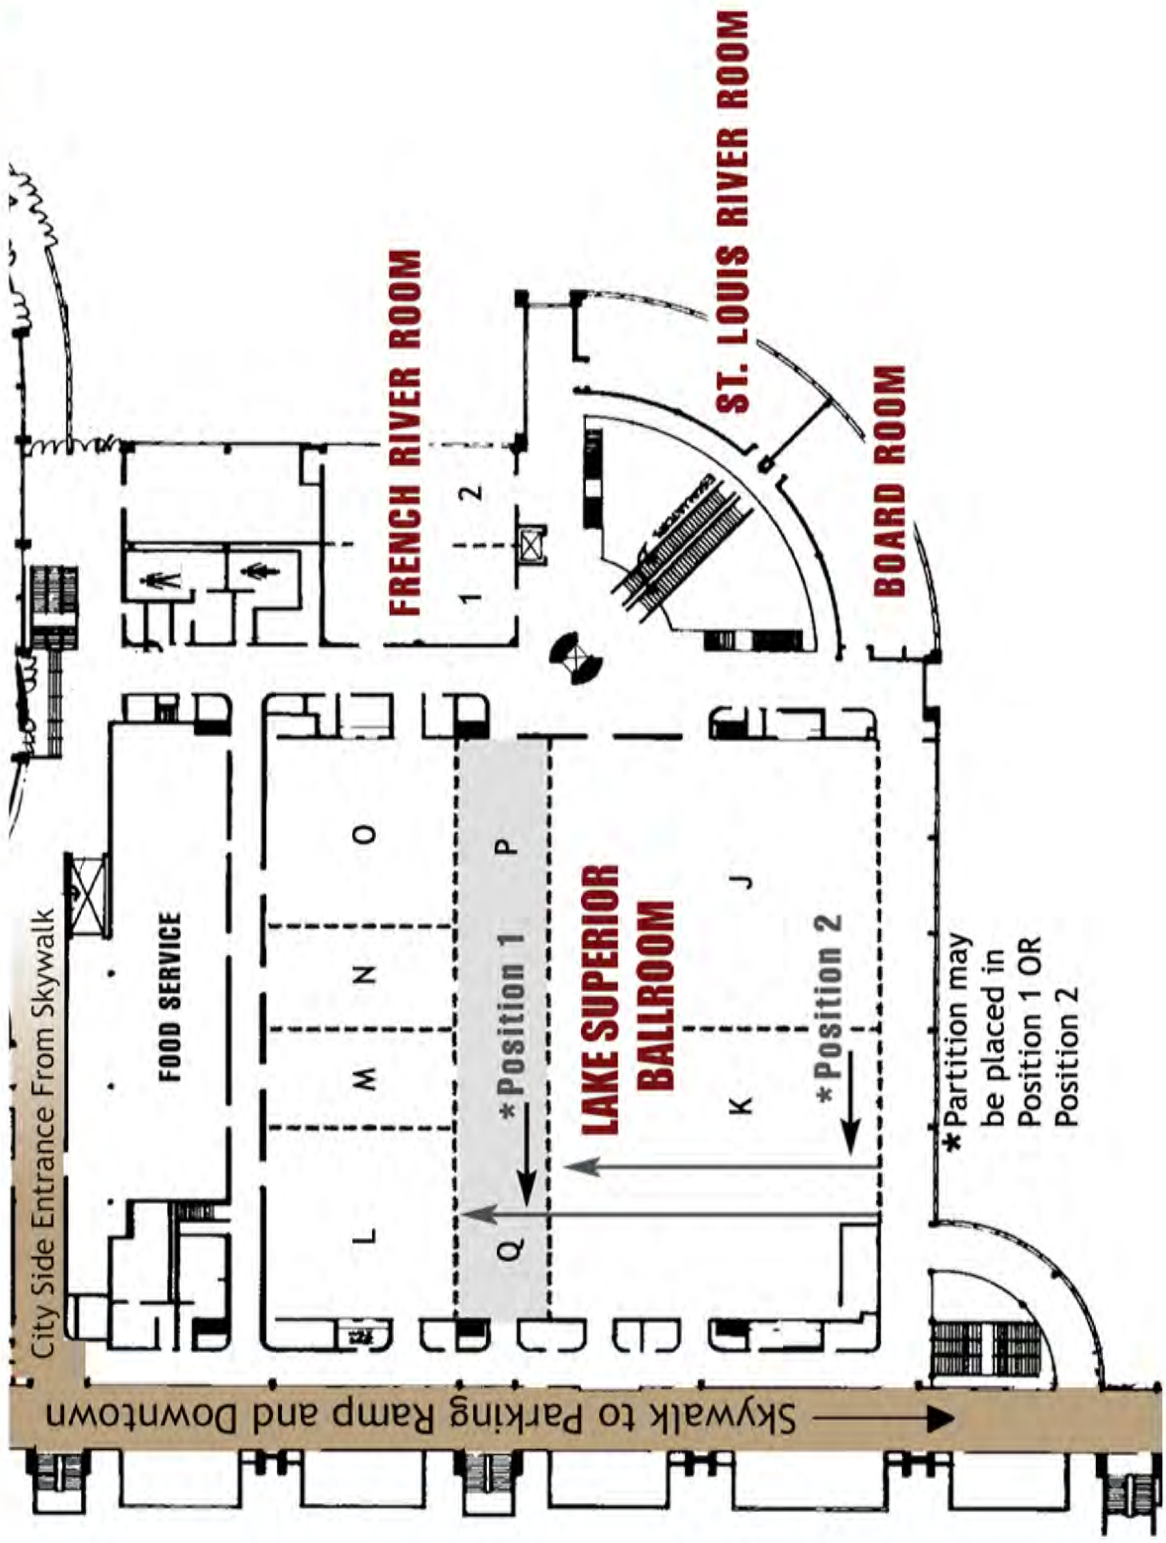 City Side Entrance From Skywalk
Skywalk to Parking Ramp and Downtown
FOOD SERVICE
L
M
N
O
Q
*Position 1
P
LAKE SUPERIOR
BALLROOM
K
J
*Position 2
*Partition may
be placed in
Position 1 OR
Position 2
FRENCH RIVER ROOM
1
2
ESCALATOR
ST. LOUIS RIVER ROOM
BOARD ROOM